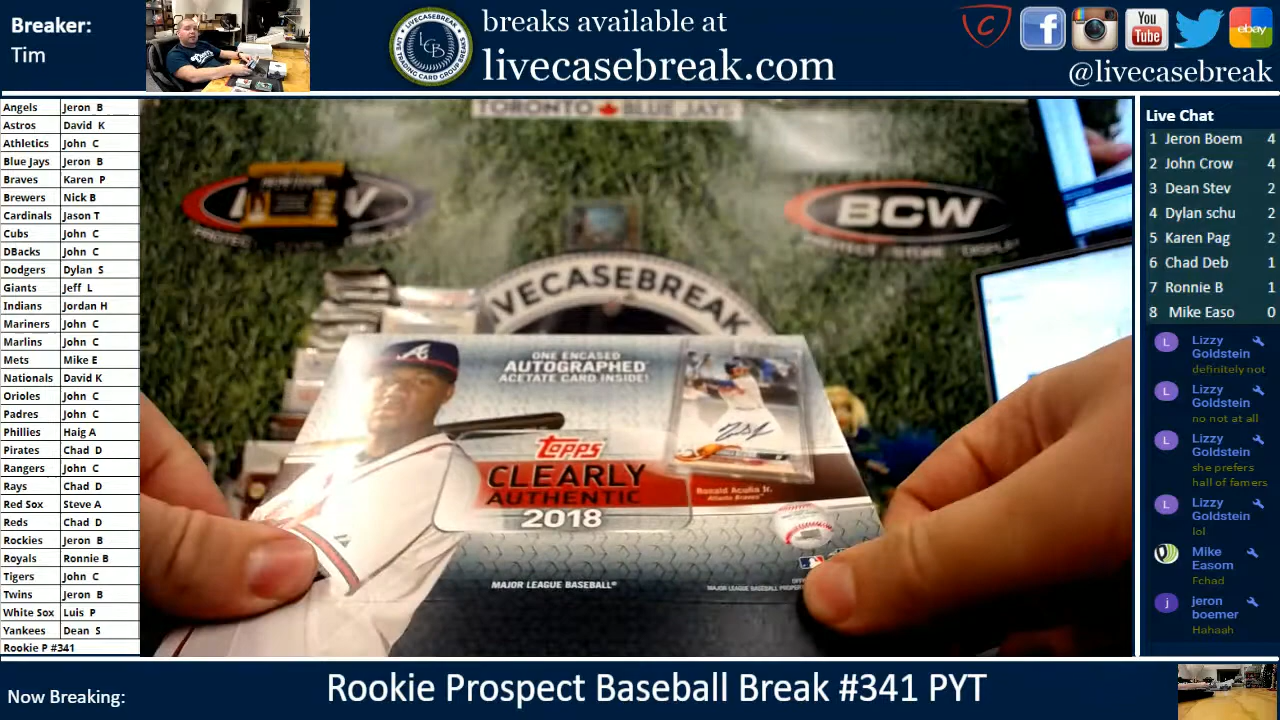 Breaker:
Tim
LIVECASEBREAK
LCB
breaks available at
livecasebreak.com
You
Tube
ebay
@livecasebreak
Angels Jeron B
Astros David K
Athletics John C
Blue Jays Jeron B
Braves Karen P
Brewers Nick B
Cardinals Jason T
Cubs John C
DBacks John C
Dodgers Dylan S
Giants Jeff L
Indians Jordan H
Mariners John C
Marlins John C
Mets Mike E
Nationals David K
Orioles John C
Padres John C
Phillies Haig A
Pirates Chad D
Rangers John C
Rays Chad D
Red Sox Steve A
Reds Chad D
Rockies Jeron B
Royals Ronnie B
Tigers John C
Twins Jeron B
White Sox Luis P
Yankees Dean S
Rookie P #341
TORONTO BLUE JAYS
BCW
IVECASEBREAK
A
ONE ENCASED
AUTOGRAPHED
ACETATE CARD INSIDE!
Topps
CLEARLY
AUTHENTIC
2018
Ronald Acuña Jr.
Atlanta Braves
MAJOR LEAGUE BASEBALL
Live Chat
1 Jeron Boem 4
2 John Crow 4
3 Dean Stev 2
4 Dylan schu 2
5 Karen Pag 2
6 Chad Deb 1
7 Ronnie B 1
8 Mike Easo 0
L Lizzy
Goldstein
definitely not
L Lizzy
Goldstein
no not at all
L Lizzy
Goldstein
she prefers
hall of famers
L Lizzy
Goldstein
lol
Mike
Easom
Fchad
j jeron
boemer
Hahaah
Now Breaking:
Rookie Prospect Baseball Break #341 PYT